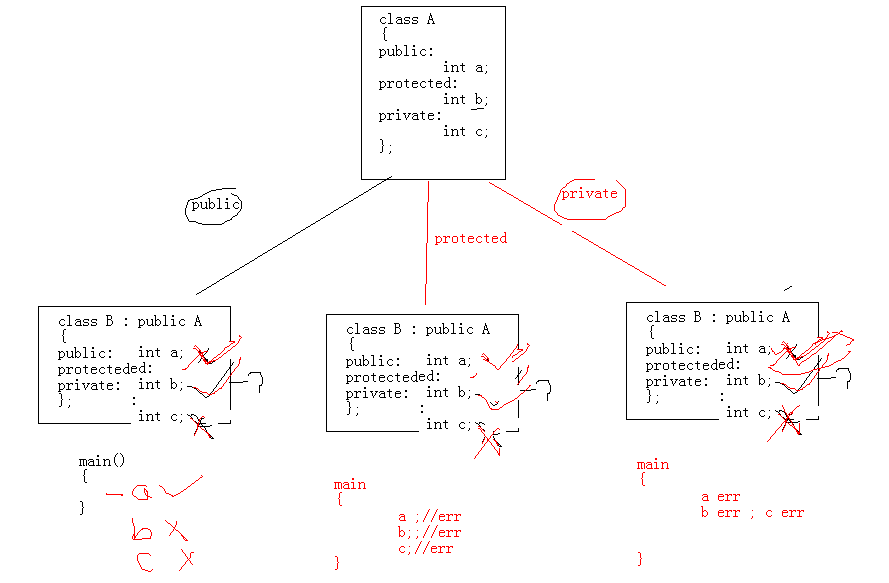 class A
{
public:
int a;
protected:
int b;
private:
int c;
};
public
protected
private
class B : public A
{
public: int a;
protecteded:
private: int b;
};
:
int c;
?
main()
{
a
}
b
c
class B : public A
{
public: int a;
protecteded:
private: int b;
};
:
int c;
?
main
{
a ;//err
b;;//err
c;//err
}
class B : public A
{
public: int a;
protecteded:
private: int b;
};
:
int c;
?
main
{
a err
b err ; c err
}